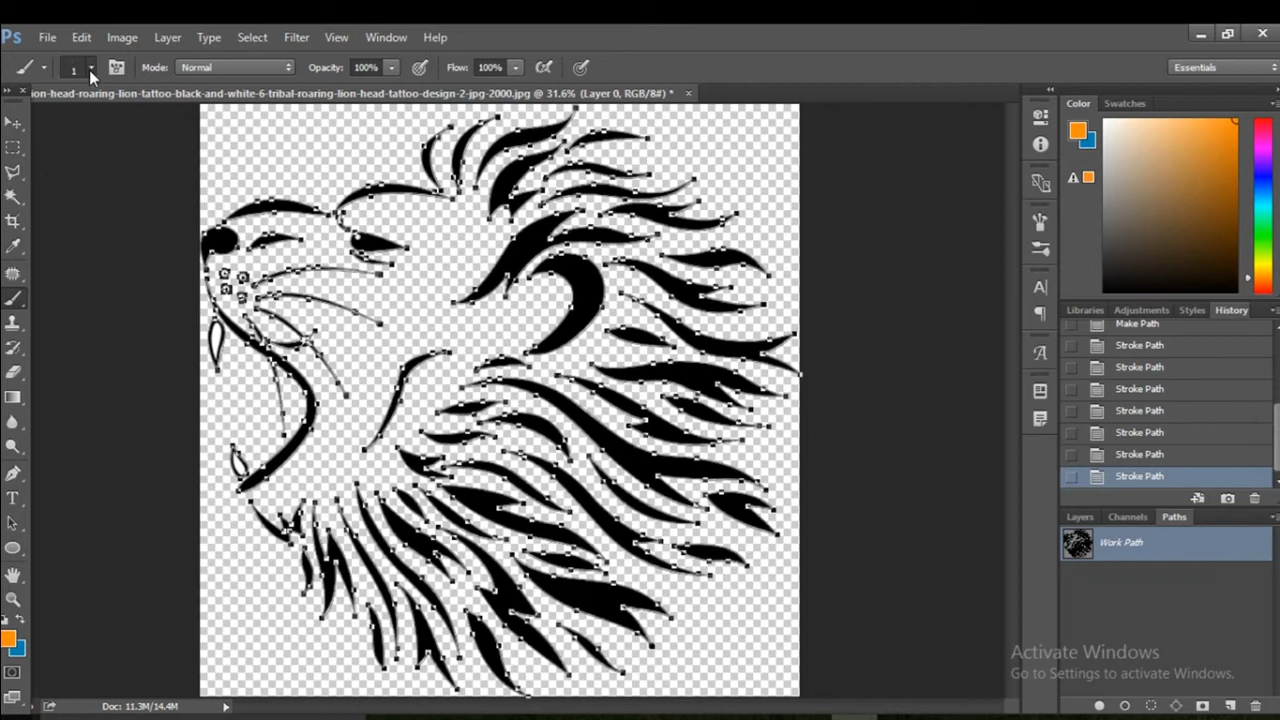 Ps File Edit Image Layer Type Select Filter View Window Help
1 Mode: Normal Opacity: 100% Flow: 100% Essentials
ion-head-roaring-lion-tattoo-black-and-white-6-tribal-roaring-lion-head-tattoo-design-2-jpg-2000.jpg @ 31.6% (Layer 0, RGB/8#) *
Color Swatches
Libraries Adjustments Styles History
Make Path
Stroke Path
Stroke Path
Stroke Path
Stroke Path
Stroke Path
Stroke Path
Stroke Path
Layers Channels Paths
Work Path
Activate Windows
Go to Settings to activate Windows.
Doc: 11.3M/14.4M